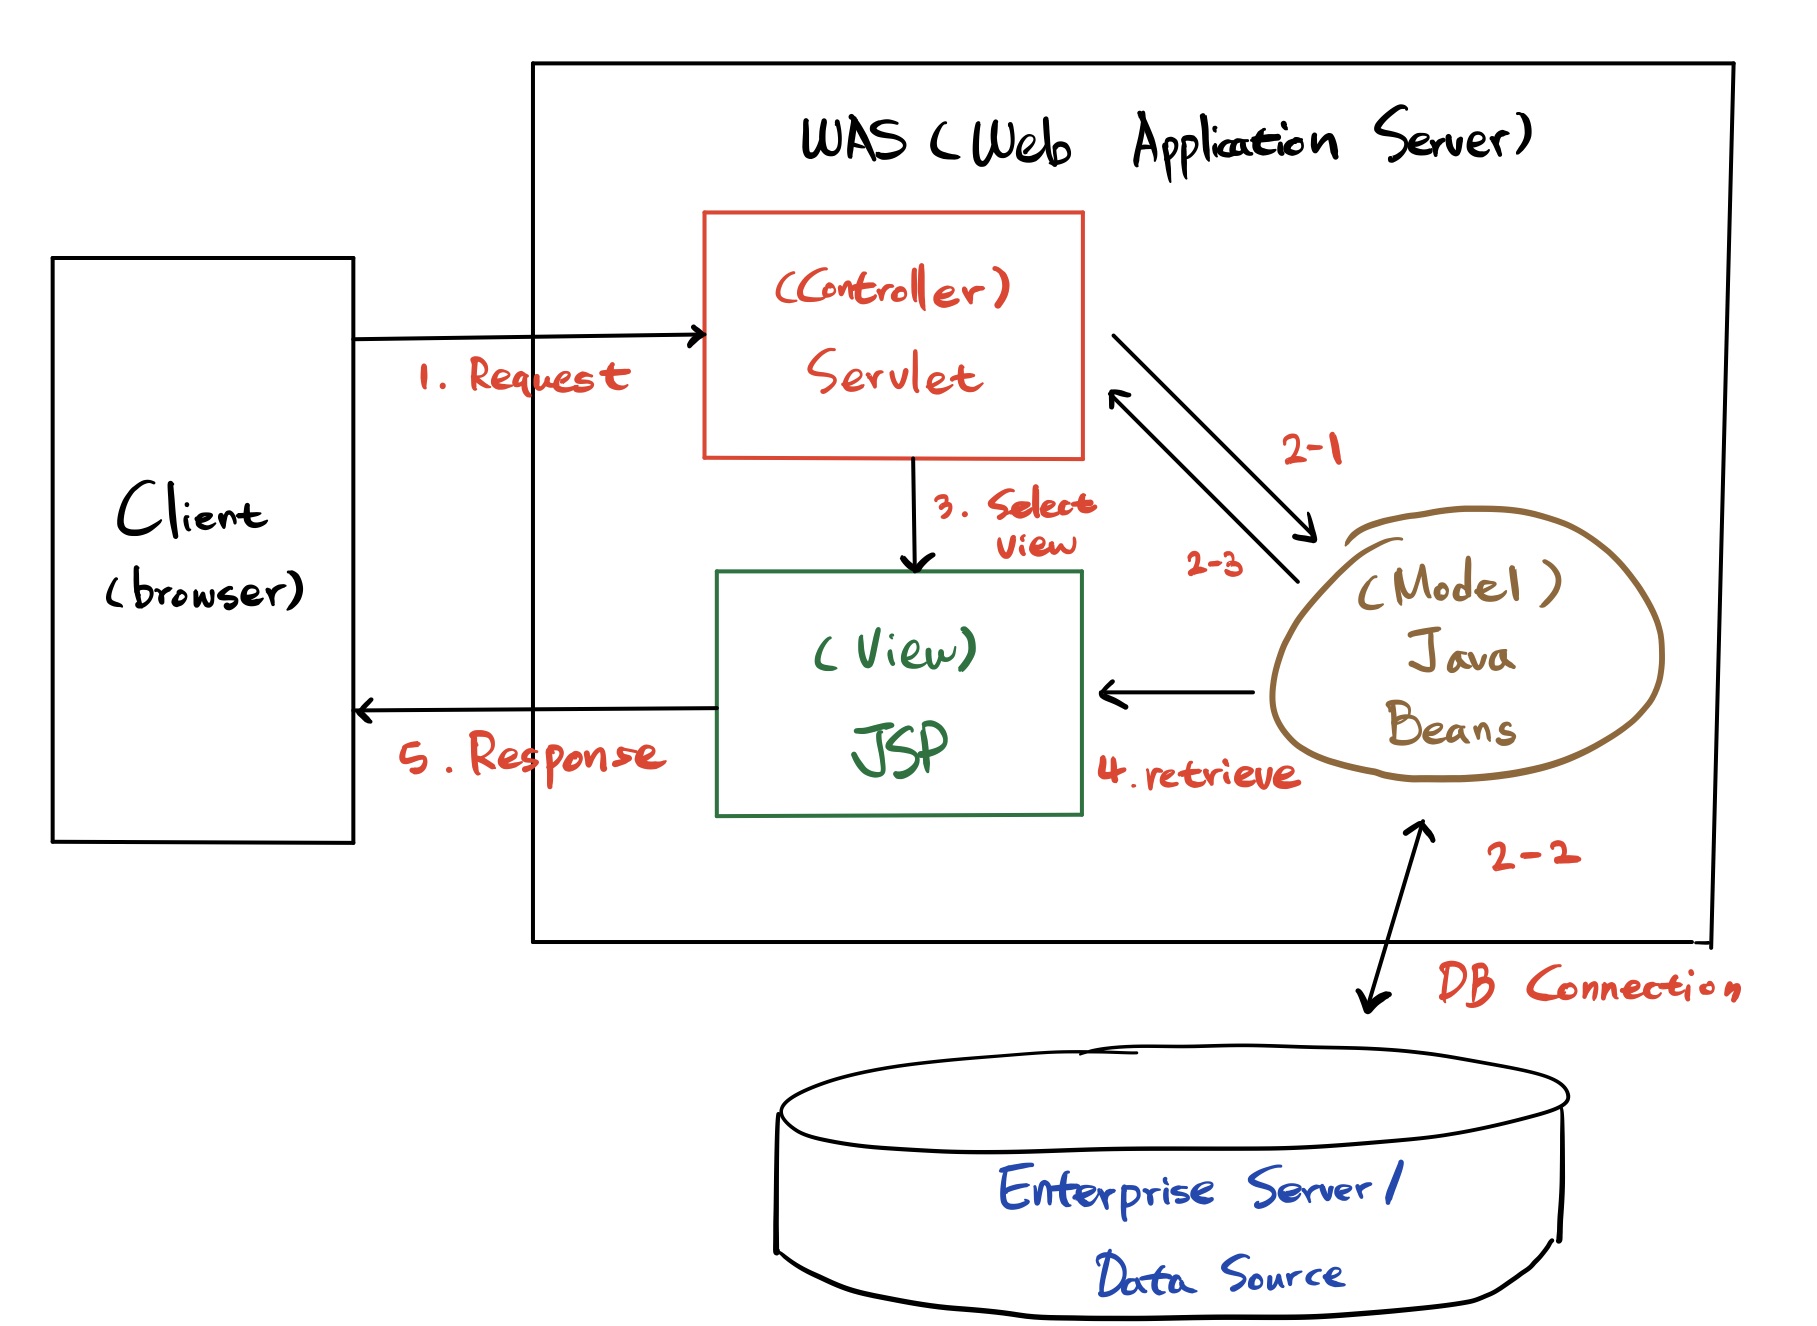 WAS (Web Application Server)
(Controller)
Servlet
1. Request
2-1
3. Select
view
2-3
Client
(browser)
(Model)
Java
Beans
(View)
JSP
5. Response
4. retrieve
2-2
DB Connection
Enterprise Server/
Data Source